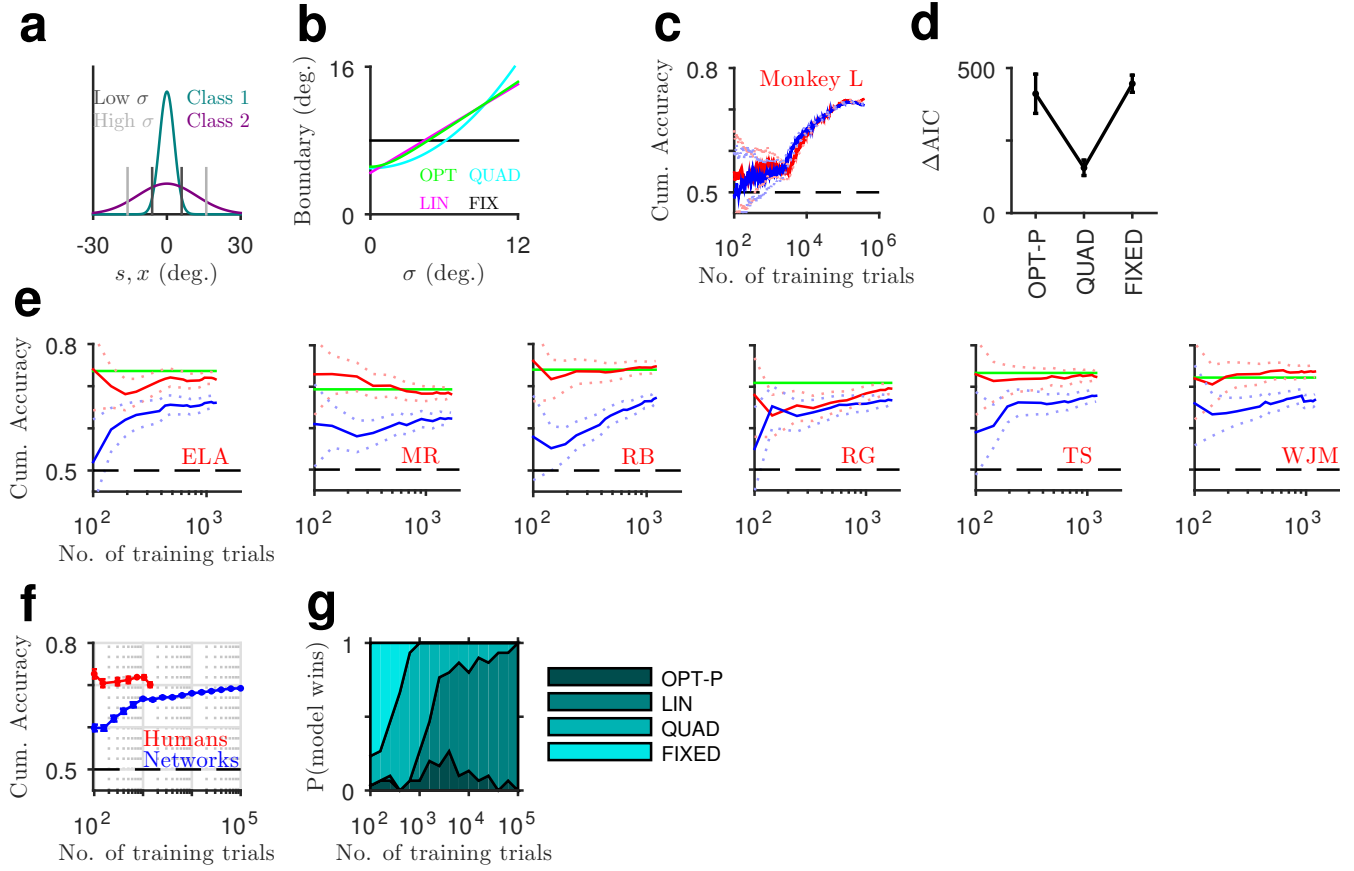 a
Low σ Class 1
High σ Class 2
-30 0 30
s, x (deg.)
b
Boundary (deg.)
16
0
OPT QUAD
LIN FIX
0 12
σ (deg.)
c
Cum. Accuracy
0.8
0.5
Monkey L
10^2 10^4 10^6
No. of training trials
d
ΔAIC
500
0
OPT-P
QUAD
FIXED
e
Cum. Accuracy
0.8
0.5
ELA
10^2 10^3
No. of training trials
MR
10^2 10^3
RB
10^2 10^3
RG
10^2 10^3
TS
10^2 10^3
WJM
10^2 10^3
f
Cum. Accuracy
0.8
0.5
Humans
Networks
10^2 10^5
No. of training trials
g
P(model wins)
1
0
10^2 10^3 10^4 10^5
No. of training trials
OPT-P
LIN
QUAD
FIXED